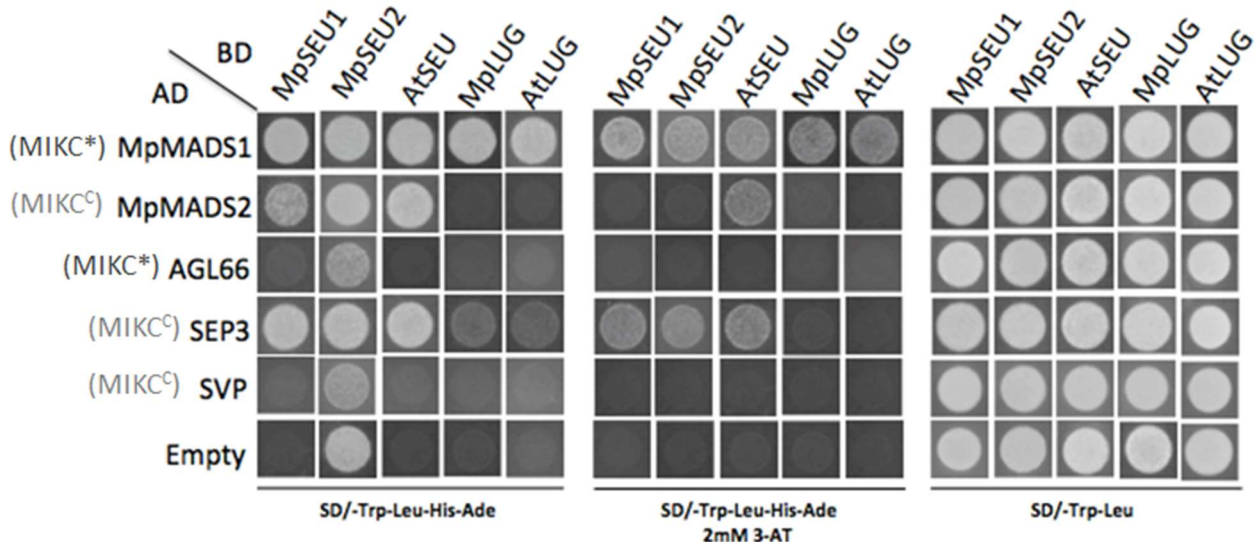 BD
AD
MpSEU1 MpSEU2 AtSEU MpLUG AtLUG MpSEU1 MpSEU2 AtSEU MpLUG AtLUG MpSEU1 MpSEU2 AtSEU MpLUG AtLUG
(MIKC*) MpMADS1
(MIKCᶜ) MpMADS2
(MIKC*) AGL66
(MIKCᶜ) SEP3
(MIKCᶜ) SVP
Empty
SD/-Trp-Leu-His-Ade SD/-Trp-Leu-His-Ade SD/-Trp-Leu
2mM 3-AT